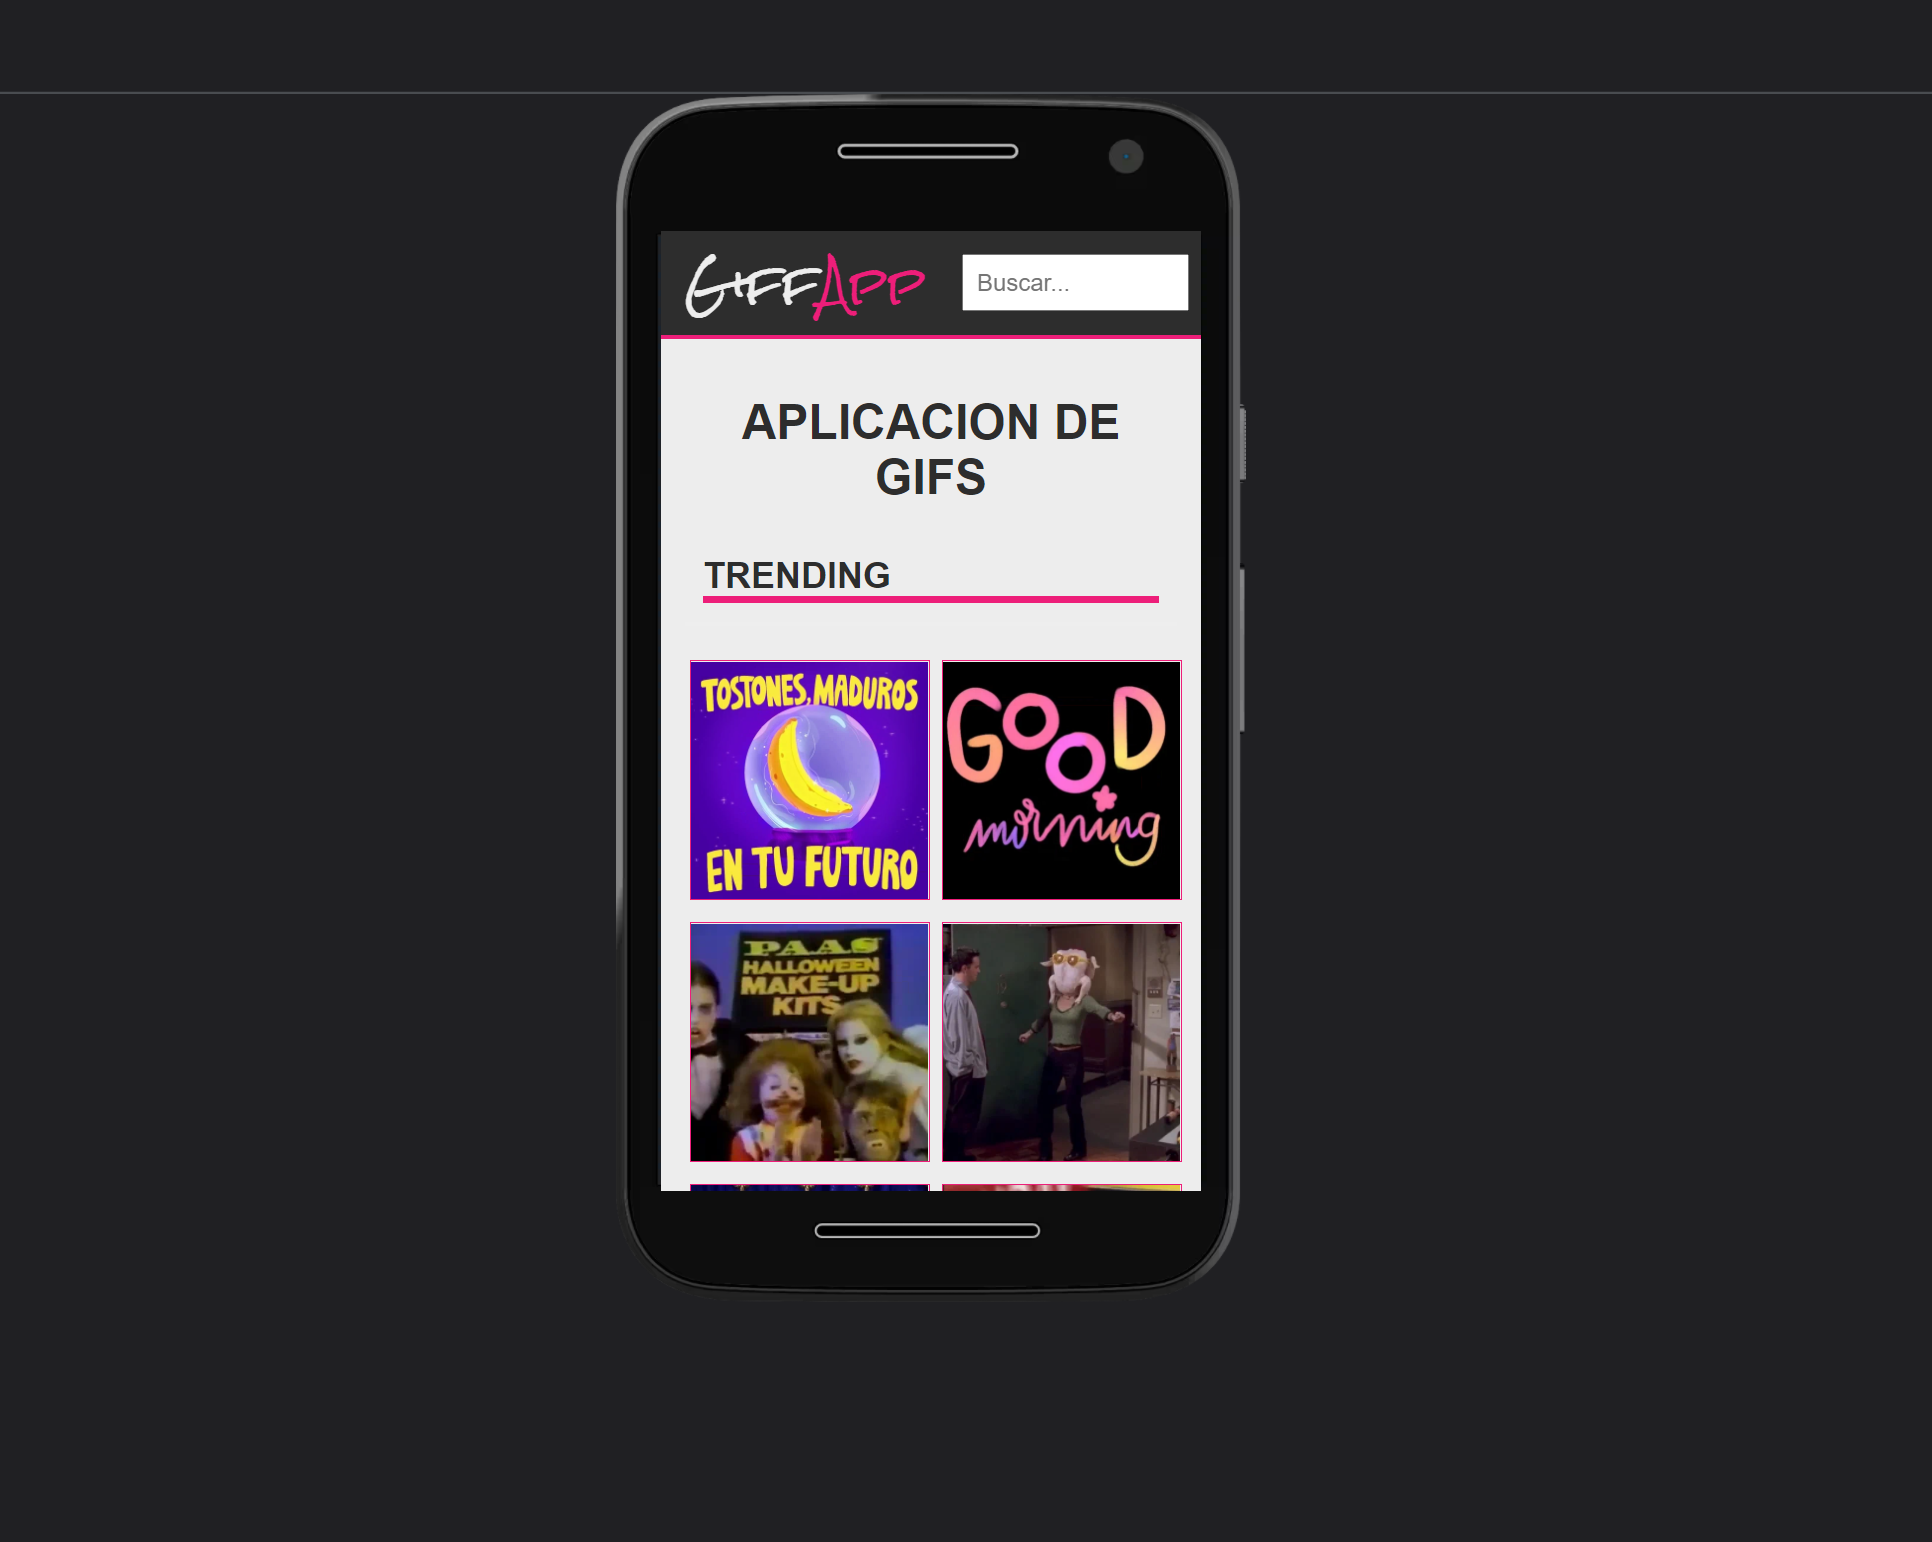 GiffApp
Buscar...
APLICACION DE
GIFS
TRENDING
TOSTONES, MADUROS
EN TU FUTURO
GOOD
morning
PAAS
HALLOWEEN
MAKE-UP
KITS